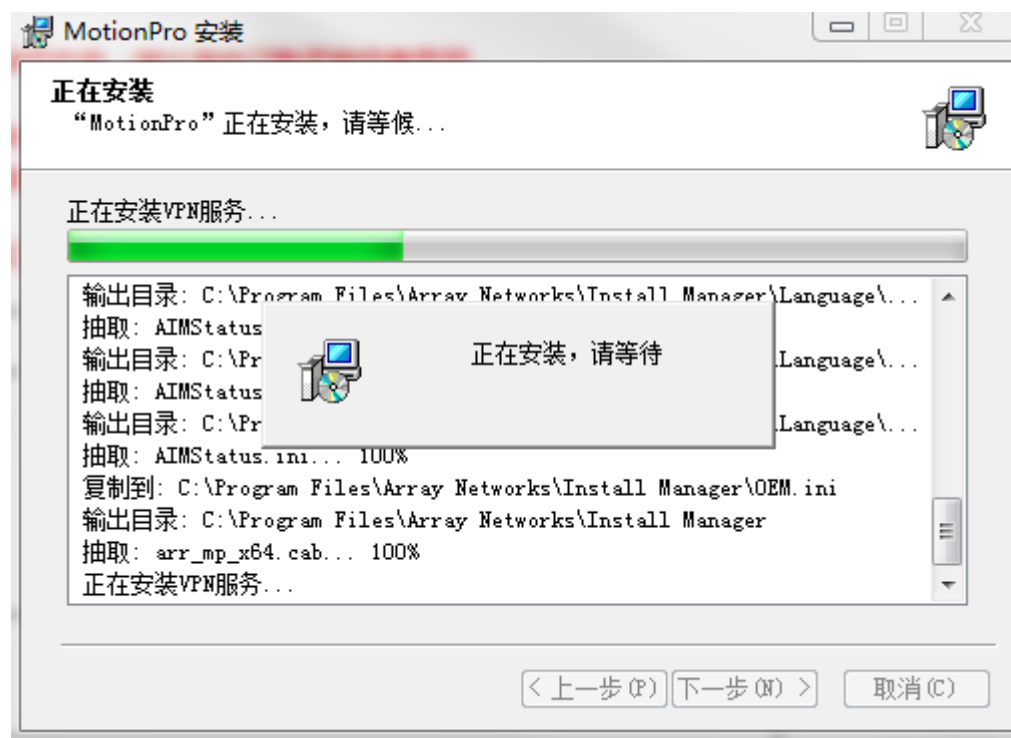 MotionPro 安装
正在安装
“MotionPro”正在安装，请等候...
正在安装VPN服务...
输出目录: C:\Program Files\Array Networks\Install Manager\Language\...
抽取: AIMStatus
输出目录: C:\Pr
Language\...
抽取: AIMStatus
输出目录: C:\Pr
Language\...
正在安装，请等待
抽取: AIMStatus.ini... 100%
复制到: C:\Program Files\Array Networks\Install Manager\OEM.ini
输出目录: C:\Program Files\Array Networks\Install Manager
抽取: arr_mp_x64.cab... 100%
正在安装VPN服务...
< 上一步(P)
下一步(N) >
取消(C)